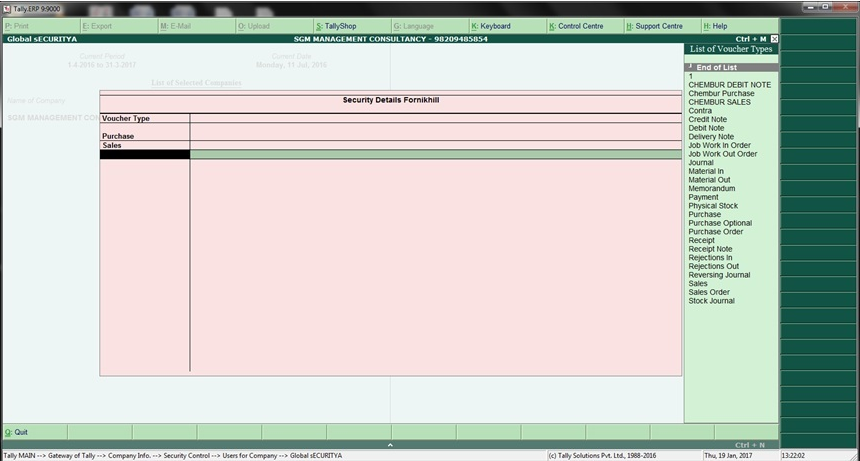 Tally.ERP 9:9000
P: Print E: Export M: E-Mail O: Upload S: TallyShop G: Language K: Keyboard K: Control Centre H: Support Centre H: Help
Global sECURITYA SGM MANAGEMENT CONSULTANCY - 98209485854 Ctrl + M
Current Period Current Date
1-4-2016 to 31-3-2017 Monday, 11 Jul, 2016
List of Selected Companies
Name of Company
SGM MANAGEMENT CON
Security Details Fornikhill
Voucher Type
Purchase
Sales
List of Voucher Types
End of List
1
CHEMBUR DEBIT NOTE
Chembur Purchase
CHEMBUR SALES
Contra
Credit Note
Debit Note
Delivery Note
Job Work In Order
Job Work Out Order
Journal
Material In
Material Out
Memorandum
Payment
Physical Stock
Purchase
Purchase Optional
Purchase Order
Receipt
Receipt Note
Rejections In
Rejections Out
Reversing Journal
Sales
Sales Order
Stock Journal
Q: Quit
Ctrl + N
Tally MAIN --> Gateway of Tally --> Company Info. --> Security Control --> Users for Company --> Global sECURITYA (c) Tally Solutions Pvt. Ltd., 1988-2016 Thu, 19 Jan, 2017 13:22:02